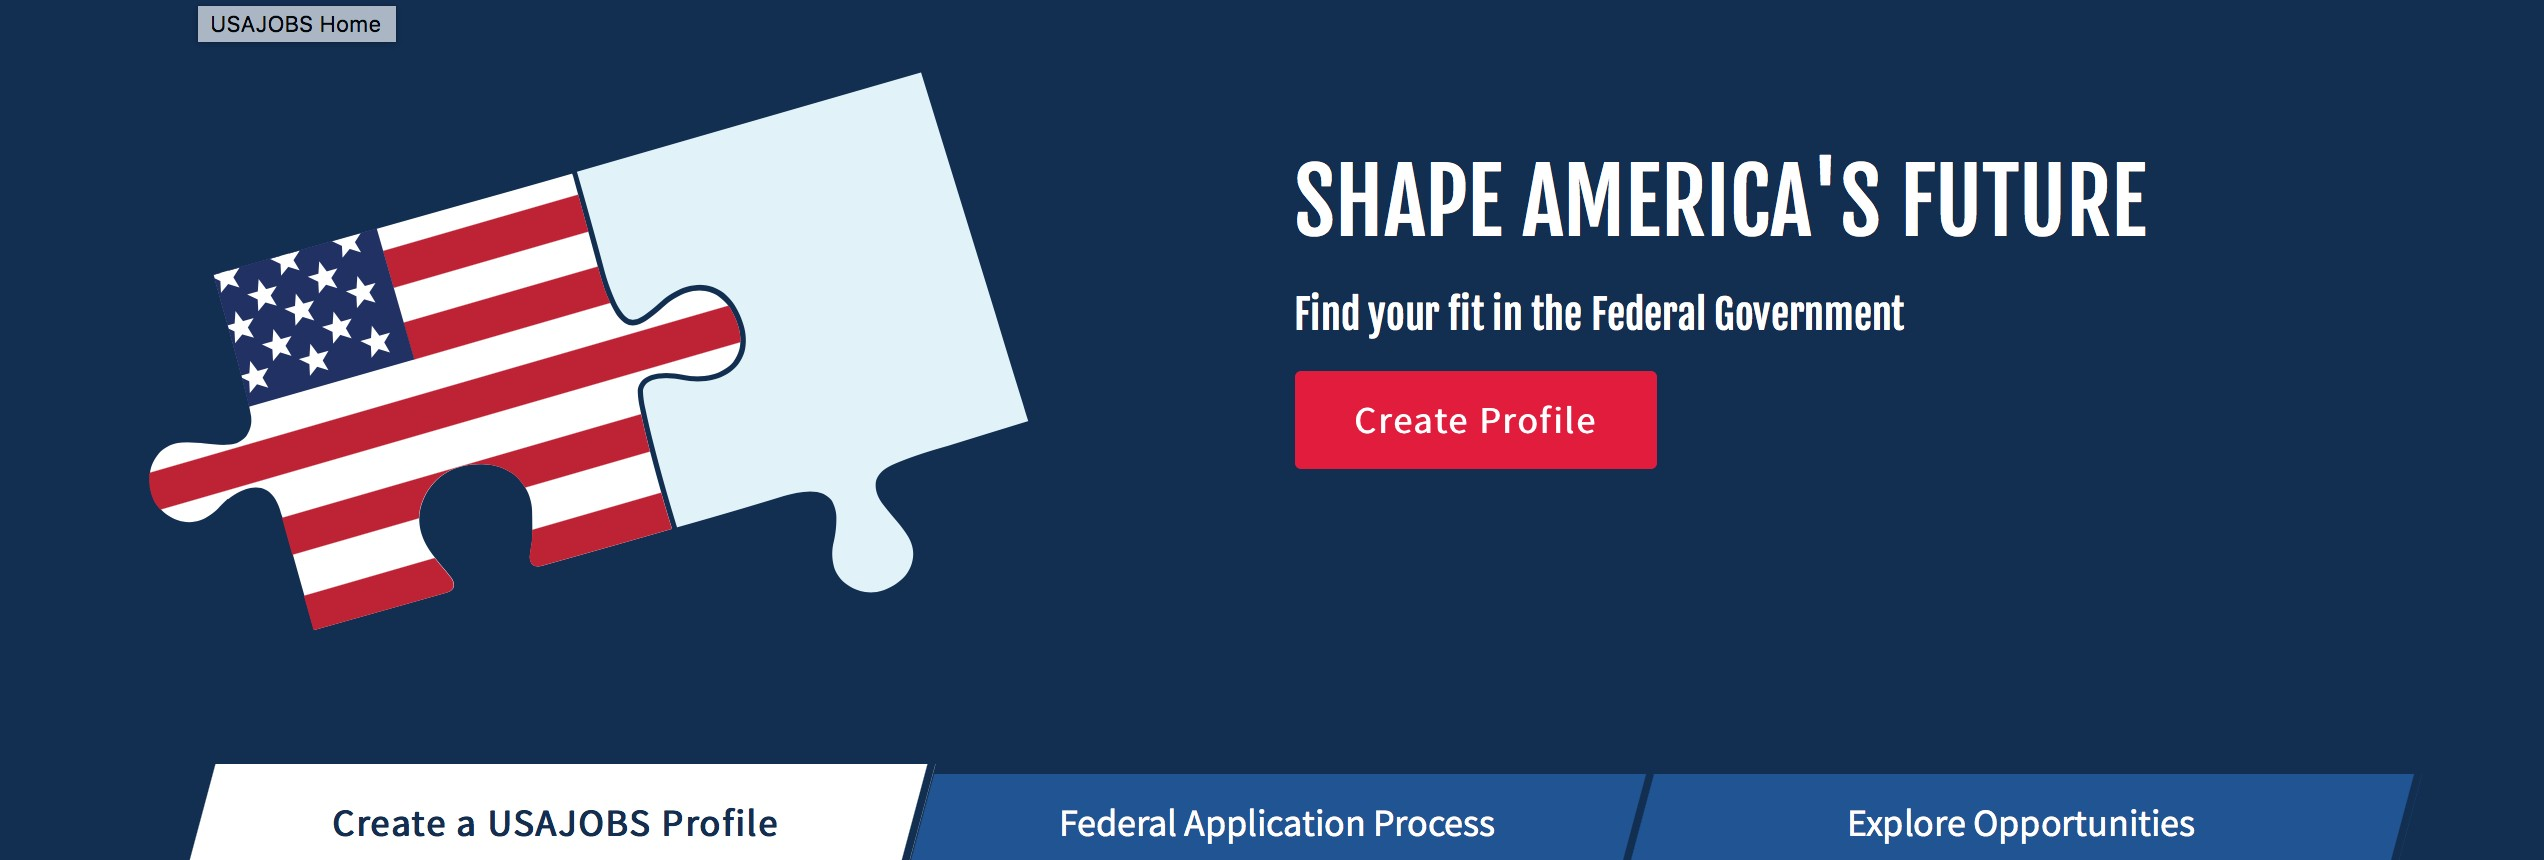 USAJOBS Home
SHAPE AMERICA'S FUTURE
Find your fit in the Federal Government
Create Profile
Create a USAJOBS Profile
Federal Application Process
Explore Opportunities